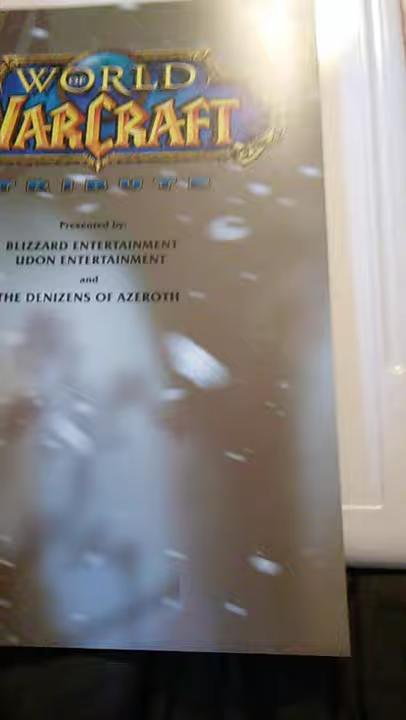 WORLD
OF
WARCRAFT
TRIBUTE
Presented by:
BLIZZARD ENTERTAINMENT
UDON ENTERTAINMENT
and
THE DENIZENS OF AZEROTH